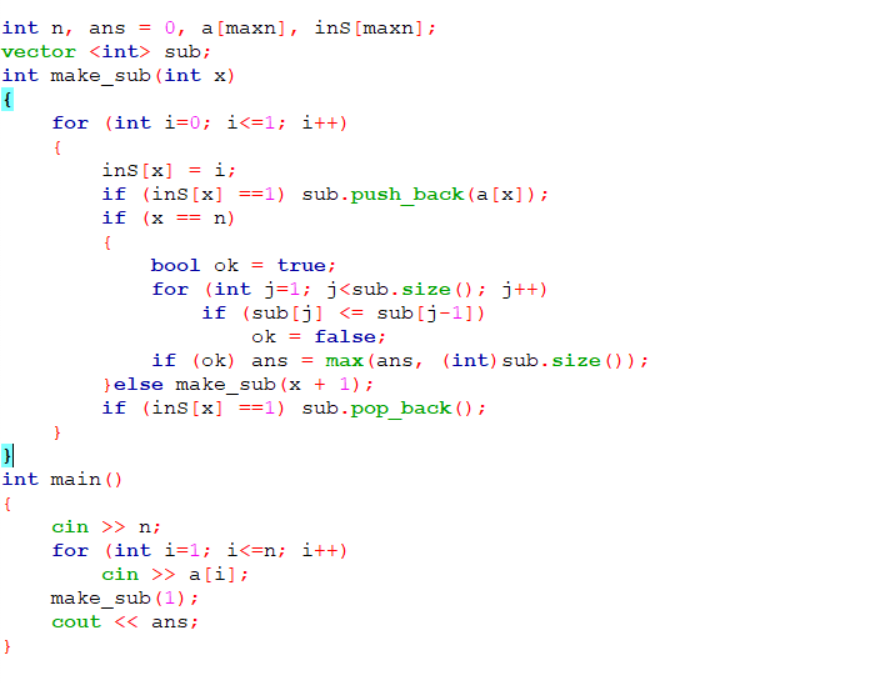 int n, ans = 0, a[maxn], inS[maxn];
vector <int> sub;
int make_sub(int x)
{
    for (int i=0; i<=1; i++)
    {
        inS[x] = i;
        if (inS[x] ==1) sub.push_back(a[x]);
        if (x == n)
        {
            bool ok = true;
            for (int j=1; j<sub.size(); j++)
                if (sub[j] <= sub[j-1])
                    ok = false;
            if (ok) ans = max(ans, (int)sub.size());
        }else make_sub(x + 1);
        if (inS[x] ==1) sub.pop_back();
    }
}
int main()
{
    cin >> n;
    for (int i=1; i<=n; i++)
        cin >> a[i];
    make_sub(1);
    cout << ans;
}